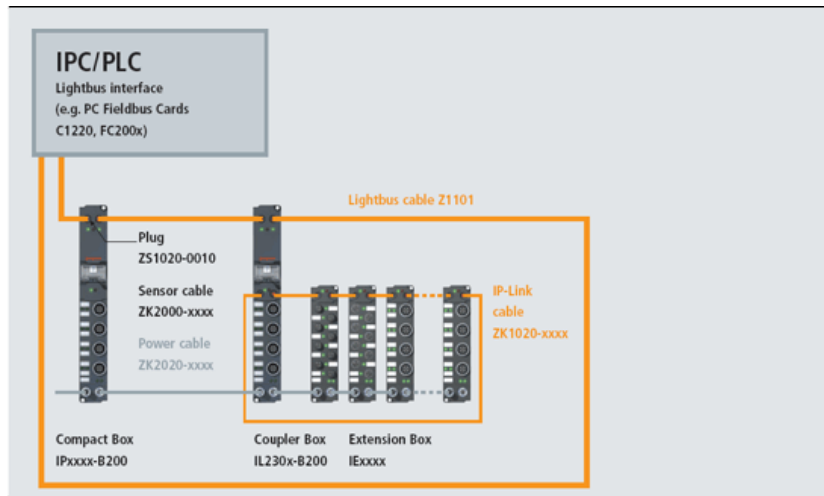 IPC/PLC
Lightbus interface
(e.g. PC Fieldbus Cards
C1220, FC200x)
Lightbus cable Z1101
Plug
ZS1020-0010
Sensor cable
ZK2000-xxxx
Power cable
ZK2020-xxxx
IP-Link
cable
ZK1020-xxxx
Compact Box
IPxxxx-B200
Coupler Box
IL230x-B200
Extension Box
IExxxx